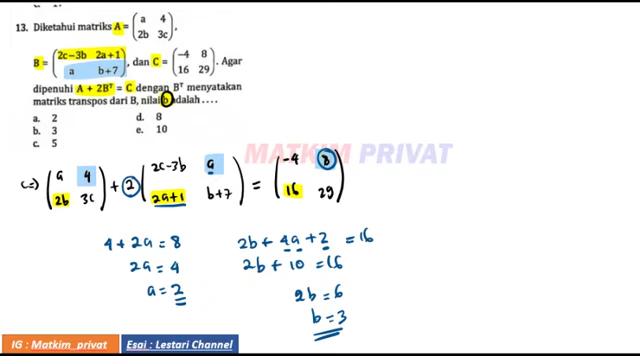 13. Diketahui matriks A = ( a 4
2b 3c ),
B = ( 2c−3b 2a+1
a b+7 ), dan C = ( −4 8
16 29 ). Agar
dipenuhi A + 2Bᵀ = C dengan Bᵀ menyatakan
matriks transpos dari B, nilai b adalah ....
a. 2 d. 8
b. 3 e. 10
c. 5
MATKIM PRIVAT
(=) ( a 4
2b 3c ) + 2 ( 2c-3b a
2a+1 b+7 ) = ( -4 8
16 29 )
4 + 2a = 8
2a = 4
a = 2
2b + 4a + 2 = 16
2b + 10 = 16
2b = 6
b = 3
IG : Matkim_privat
Esai : Lestari Channel